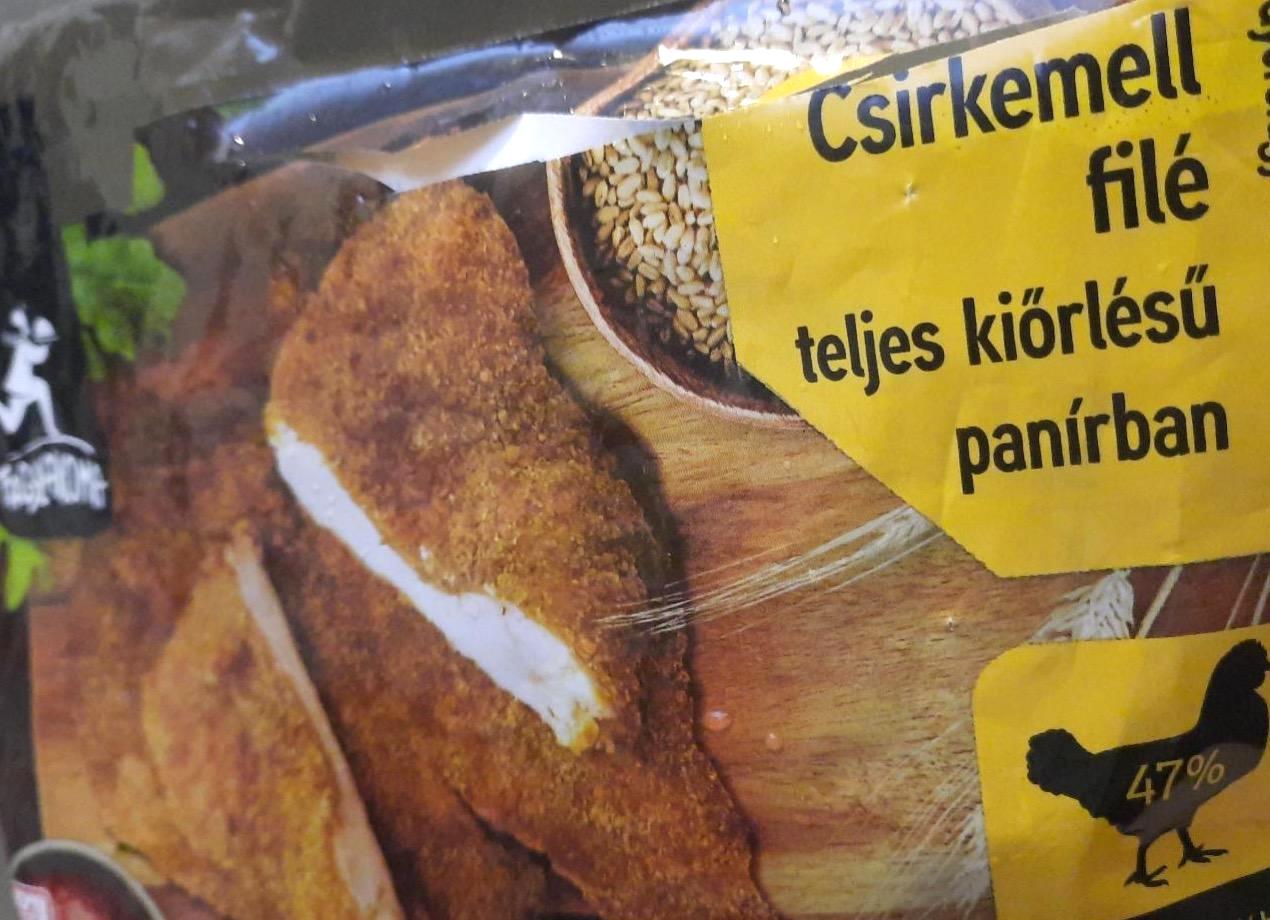 Csirkemell
filé
teljes kiőrlésű
panírban
47%